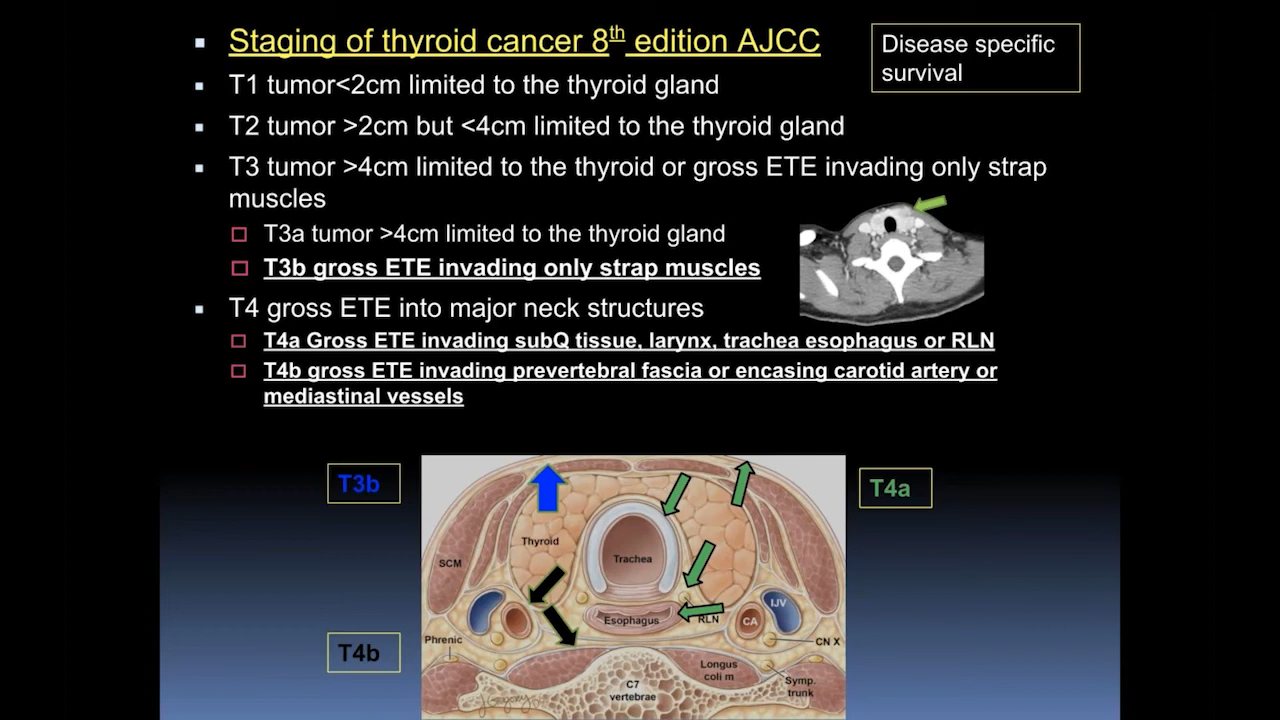 Staging of thyroid cancer 8th edition AJCC
Disease specific
survival
T1 tumor<2cm limited to the thyroid gland
T2 tumor >2cm but <4cm limited to the thyroid gland
T3 tumor >4cm limited to the thyroid or gross ETE invading only strap
muscles
T3a tumor >4cm limited to the thyroid gland
T3b gross ETE invading only strap muscles
T4 gross ETE into major neck structures
T4a Gross ETE invading subQ tissue, larynx, trachea esophagus or RLN
T4b gross ETE invading prevertebral fascia or encasing carotid artery or
mediastinal vessels
T3b
T4a
Thyroid
Trachea
SCM
IJV
Esophagus
RLN
CA
Phrenic
CN X
T4b
Longus
coli m
C7
vertebrae
Symp.
trunk